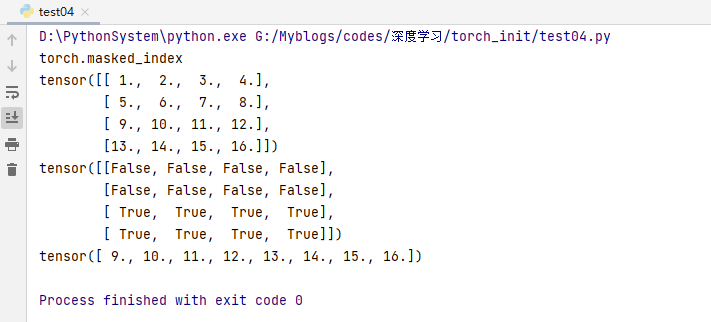 test04
D:\PythonSystem\python.exe G:/Myblogs/codes/深度学习/torch_init/test04.py
torch.masked_index
tensor([[ 1.,  2.,  3.,  4.],
        [ 5.,  6.,  7.,  8.],
        [ 9., 10., 11., 12.],
        [13., 14., 15., 16.]])
tensor([[False, False, False, False],
        [False, False, False, False],
        [ True,  True,  True,  True],
        [ True,  True,  True,  True]])
tensor([ 9., 10., 11., 12., 13., 14., 15., 16.])
Process finished with exit code 0